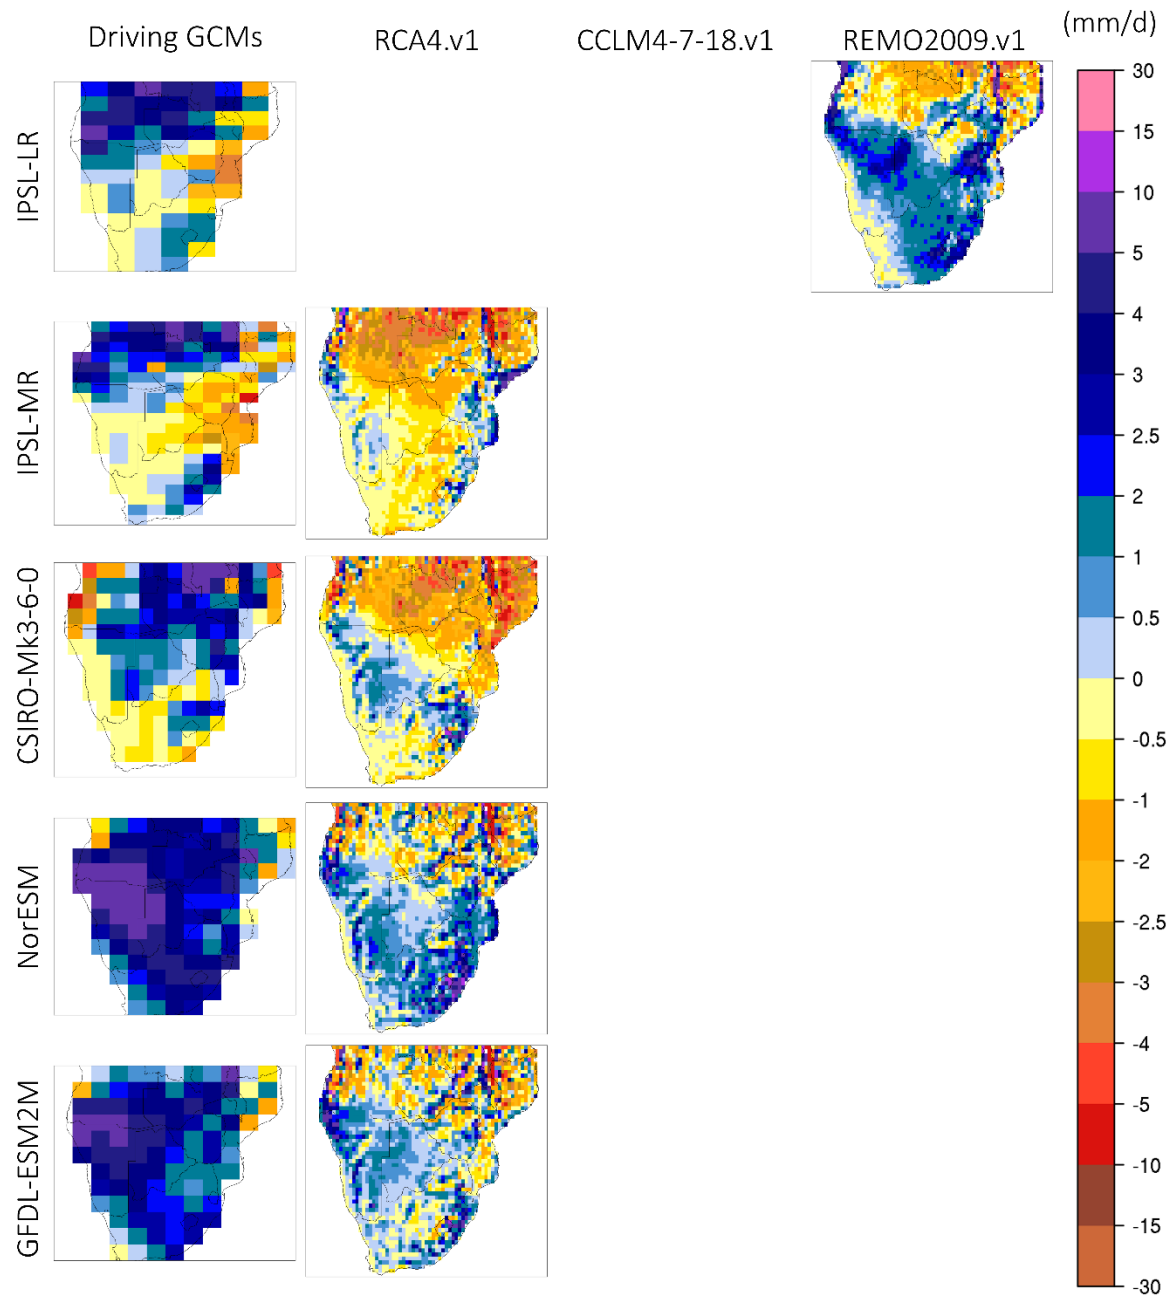 Driving GCMs
RCA4.v1
CCLM4-7-18.v1
REMO2009.v1
(mm/d)
IPSL-LR
IPSL-MR
CSIRO-Mk3-6-0
NorESM
GFDL-ESM2M
30
15
10
5
4
3
2.5
2
1
0.5
0
-0.5
-1
-2
-2.5
-3
-4
-5
-10
-15
-30